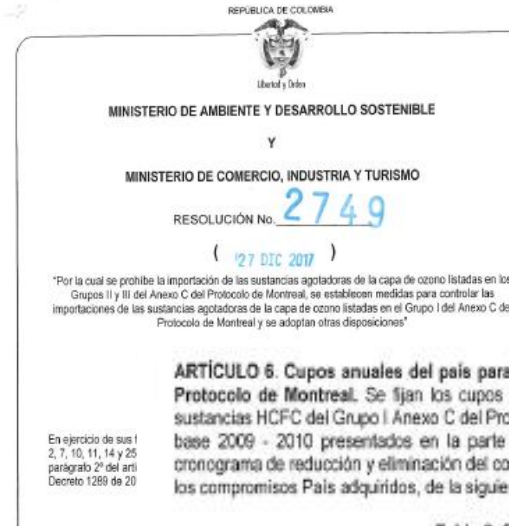 REPÚBLICA DE COLOMBIA
Libertad y Orden
MINISTERIO DE AMBIENTE Y DESARROLLO SOSTENIBLE
Y
MINISTERIO DE COMERCIO, INDUSTRIA Y TURISMO
RESOLUCIÓN No. 2749
( 27 DIC 2017 )
"Por la cual se prohíbe la importación de las sustancias agotadoras de la capa de ozono listadas en los
Grupos II y III del Anexo C del Protocolo de Montreal, se establecen medidas para controlar las
importaciones de las sustancias agotadoras de la capa de ozono listadas en el Grupo I del Anexo C de
Protocolo de Montreal y se adoptan otras disposiciones"
ARTÍCULO 6. Cupos anuales del país para
Protocolo de Montreal. Se fijan los cupos
sustancias HCFC del Grupo I Anexo C del Pro
base 2009 - 2010 presentados en la parte
cronograma de reducción y eliminación del co
los compromisos País adquiridos, de la siguie
En ejercicio de sus f
2, 7, 10, 11, 14 y 25
parágrafo 2º del arti
Decreto 1289 de 20